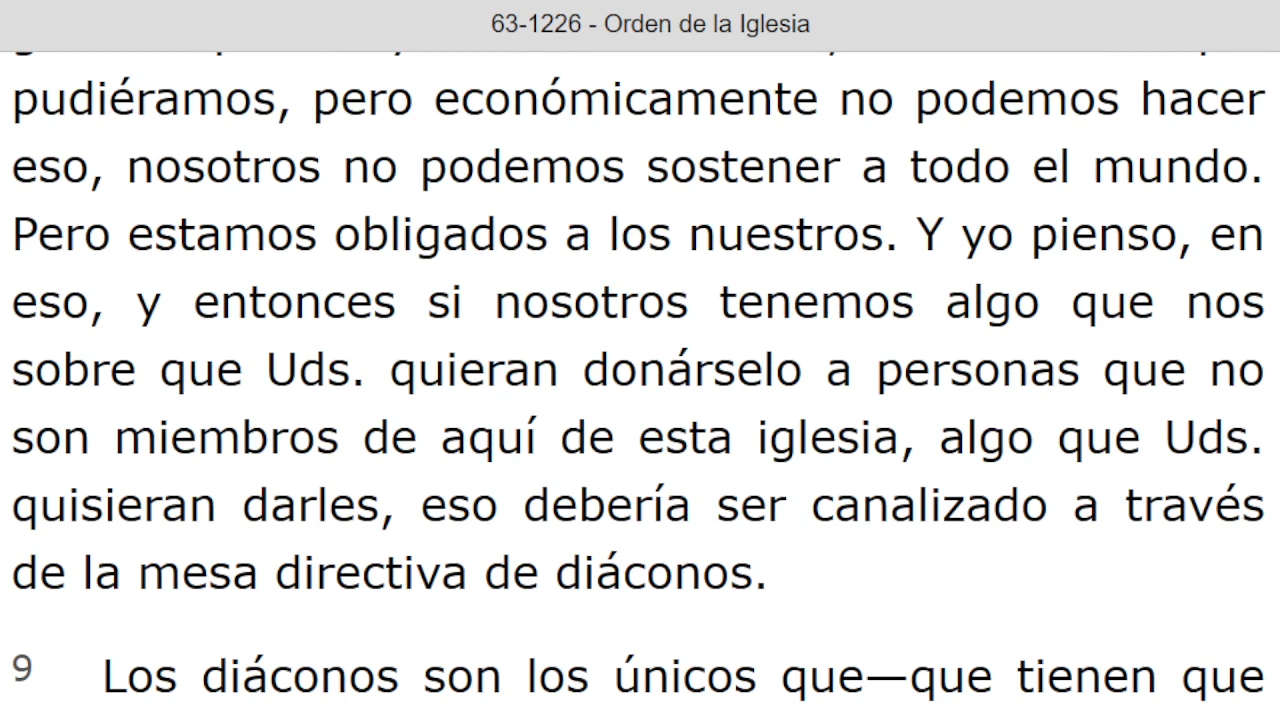 63-1226 - Orden de la Iglesia
pudiéramos, pero económicamente no podemos hacer
eso, nosotros no podemos sostener a todo el mundo.
Pero estamos obligados a los nuestros. Y yo pienso, en
eso, y entonces si nosotros tenemos algo que nos
sobre que Uds. quieran donárselo a personas que no
son miembros de aquí de esta iglesia, algo que Uds.
quisieran darles, eso debería ser canalizado a través
de la mesa directiva de diáconos.
9 Los diáconos son los únicos que—que tienen que